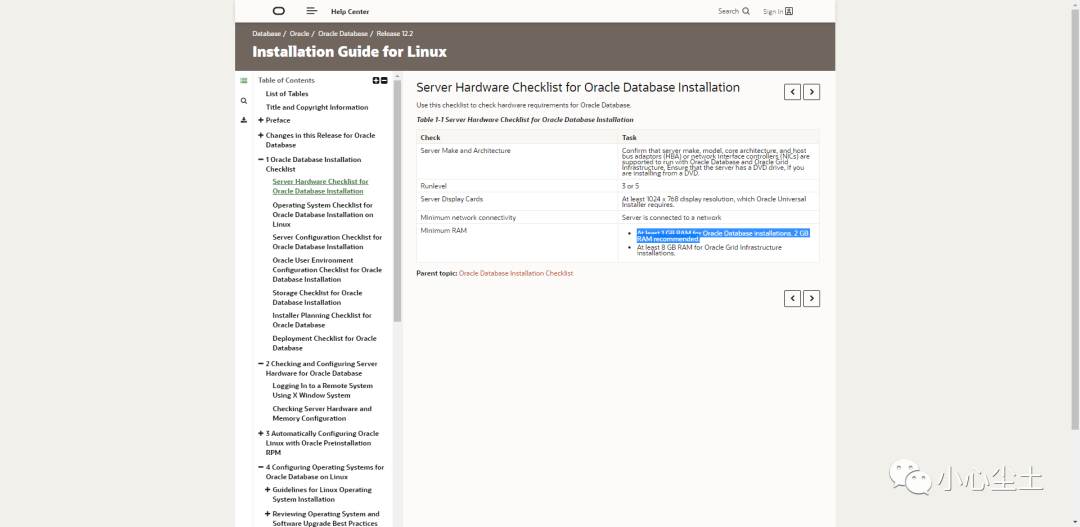 Help Center
Search
Sign In
Database / Oracle / Oracle Database / Release 12.2
Installation Guide for Linux
Table of Contents
List of Tables
Title and Copyright Information
Preface
Changes in this Release for Oracle
Database
1 Oracle Database Installation
Checklist
Server Hardware Checklist for
Oracle Database Installation
Operating System Checklist for
Oracle Database Installation on
Linux
Server Configuration Checklist for
Oracle Database Installation
Oracle User Environment
Configuration Checklist for Oracle
Database Installation
Storage Checklist for Oracle
Database Installation
Installer Planning Checklist for
Oracle Database
Deployment Checklist for Oracle
Database
2 Checking and Configuring Server
Hardware for Oracle Database
Logging In to a Remote System
Using X Window System
Checking Server Hardware and
Memory Configuration
3 Automatically Configuring Oracle
Linux with Oracle Preinstallation
RPM
4 Configuring Operating Systems for
Oracle Database on Linux
Guidelines for Linux Operating
System Installation
Reviewing Operating System and
Software Upgrade Best Practices
Server Hardware Checklist for Oracle Database Installation
Use this checklist to check hardware requirements for Oracle Database.
Table 1-1 Server Hardware Checklist for Oracle Database Installation
Check Task
Server Make and Architecture
Confirm that server make, model, core architecture, and host
bus adaptors (HBA) or network interface controllers (NICs) are
supported to run with Oracle Database and Oracle Grid
Infrastructure. Ensure that the server has a DVD drive, if you
are installing from a DVD.
Runlevel 3 or 5
Server Display Cards
At least 1024 x 768 display resolution, which Oracle Universal
Installer requires.
Minimum network connectivity Server is connected to a network
Minimum RAM
At least 1 GB RAM for Oracle Database installations. 2 GB
RAM recommended.
At least 8 GB RAM for Oracle Grid Infrastructure
installations.
Parent topic: Oracle Database Installation Checklist
小心尘土